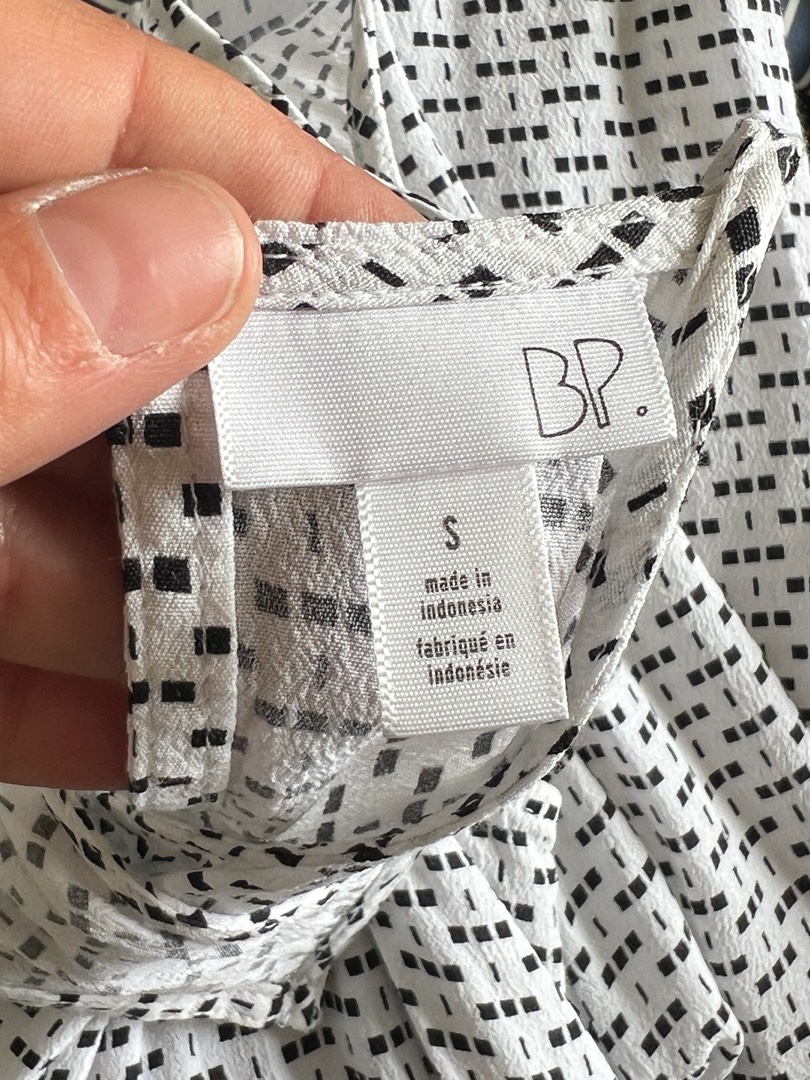 BP.
S
made in
indonesia
fabriqué en
indonésie